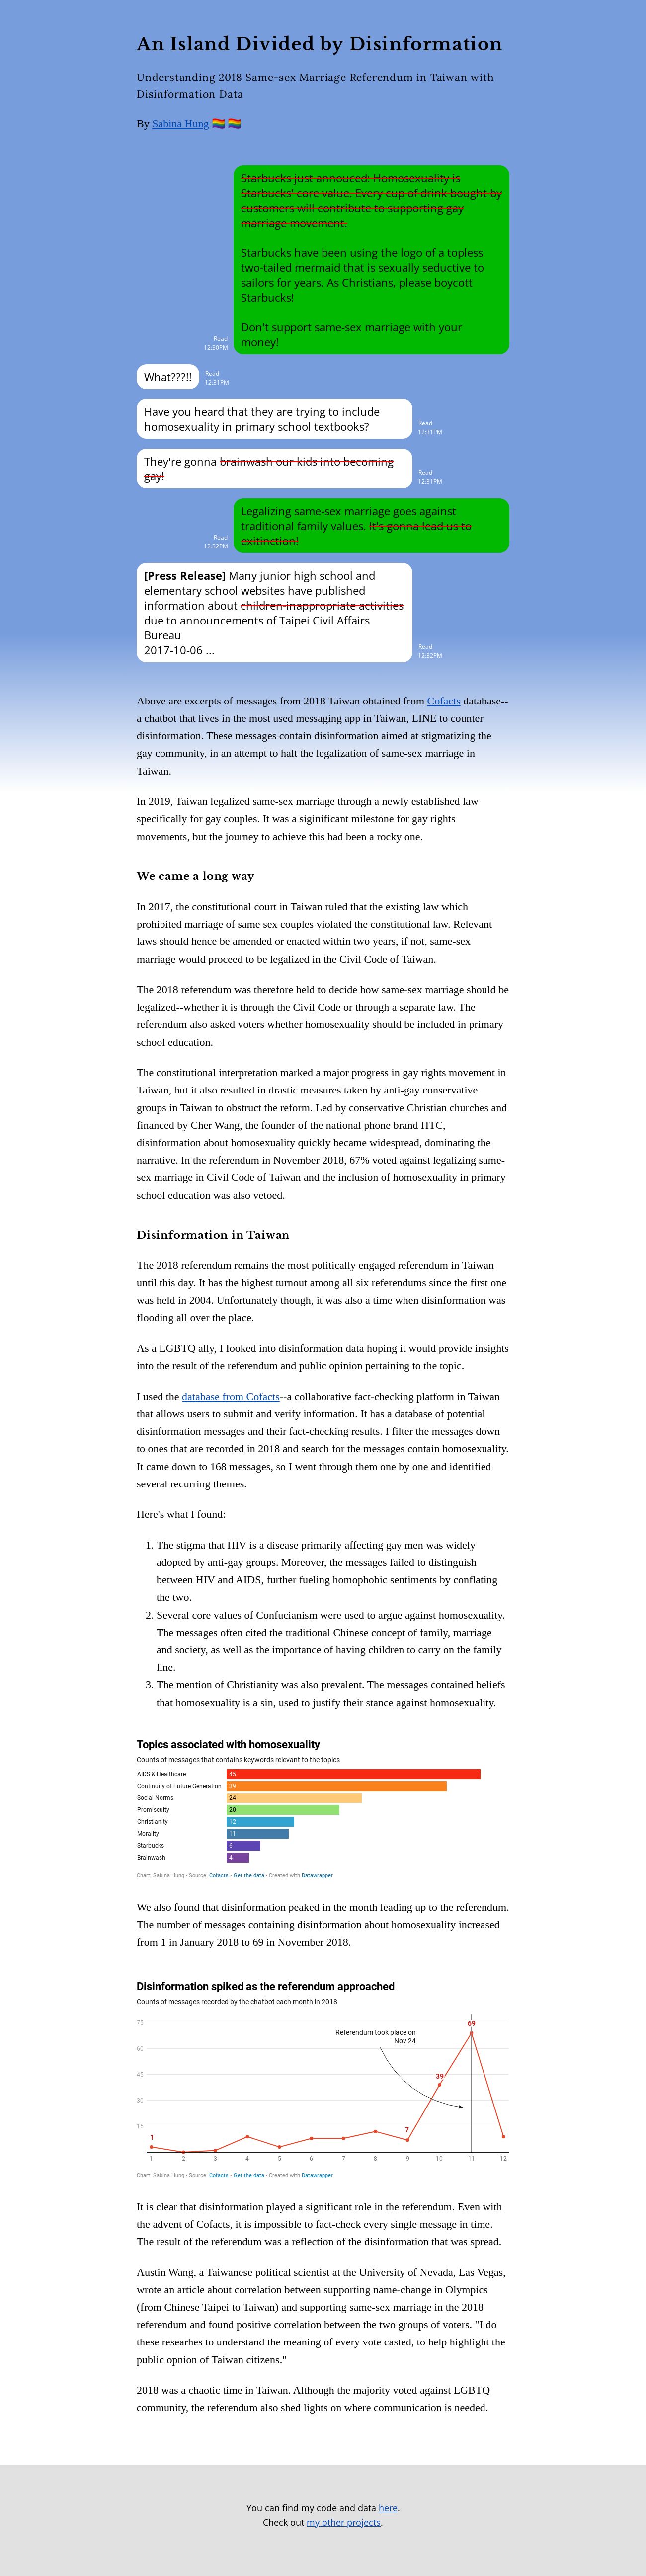 An Island Divided by Disinformation
Understanding 2018 Same-sex Marriage Referendum in Taiwan with
Disinformation Data
By Sabina Hung 🏳️‍🌈 🏳️‍🌈
Starbucks just annouced: Homosexuality is
Starbucks' core value. Every cup of drink bought by
customers will contribute to supporting gay
marriage movement.
Starbucks have been using the logo of a topless
two-tailed mermaid that is sexually seductive to
sailors for years. As Christians, please boycott
Starbucks!
Don't support same-sex marriage with your
money!
Read
12:30PM
What???!!
Read
12:31PM
Have you heard that they are trying to include
homosexuality in primary school textbooks?
Read
12:31PM
They're gonna brainwash our kids into becoming
gay!
Read
12:31PM
Legalizing same-sex marriage goes against
traditional family values. It's gonna lead us to
exitinction!
Read
12:32PM
[Press Release] Many junior high school and
elementary school websites have published
information about children-inappropriate activities
due to announcements of Taipei Civil Affairs
Bureau
2017-10-06 ...
Read
12:32PM
Above are excerpts of messages from 2018 Taiwan obtained from Cofacts database--
a chatbot that lives in the most used messaging app in Taiwan, LINE to counter
disinformation. These messages contain disinformation aimed at stigmatizing the
gay community, in an attempt to halt the legalization of same-sex marriage in
Taiwan.
In 2019, Taiwan legalized same-sex marriage through a newly established law
specifically for gay couples. It was a siginificant milestone for gay rights
movements, but the journey to achieve this had been a rocky one.
We came a long way
In 2017, the constitutional court in Taiwan ruled that the existing law which
prohibited marriage of same sex couples violated the constitutional law. Relevant
laws should hence be amended or enacted within two years, if not, same-sex
marriage would proceed to be legalized in the Civil Code of Taiwan.
The 2018 referendum was therefore held to decide how same-sex marriage should be
legalized--whether it is through the Civil Code or through a separate law. The
referendum also asked voters whether homosexuality should be included in primary
school education.
The constitutional interpretation marked a major progress in gay rights movement in
Taiwan, but it also resulted in drastic measures taken by anti-gay conservative
groups in Taiwan to obstruct the reform. Led by conservative Christian churches and
financed by Cher Wang, the founder of the national phone brand HTC,
disinformation about homosexuality quickly became widespread, dominating the
narrative. In the referendum in November 2018, 67% voted against legalizing same-
sex marriage in Civil Code of Taiwan and the inclusion of homosexuality in primary
school education was also vetoed.
Disinformation in Taiwan
The 2018 referendum remains the most politically engaged referendum in Taiwan
until this day. It has the highest turnout among all six referendums since the first one
was held in 2004. Unfortunately though, it was also a time when disinformation was
flooding all over the place.
As a LGBTQ ally, I Iooked into disinformation data hoping it would provide insights
into the result of the referendum and public opinion pertaining to the topic.
I used the database from Cofacts--a collaborative fact-checking platform in Taiwan
that allows users to submit and verify information. It has a database of potential
disinformation messages and their fact-checking results. I filter the messages down
to ones that are recorded in 2018 and search for the messages contain homosexuality.
It came down to 168 messages, so I went through them one by one and identified
several recurring themes.
Here's what I found:
1. The stigma that HIV is a disease primarily affecting gay men was widely
adopted by anti-gay groups. Moreover, the messages failed to distinguish
between HIV and AIDS, further fueling homophobic sentiments by conflating
the two.
2. Several core values of Confucianism were used to argue against homosexuality.
The messages often cited the traditional Chinese concept of family, marriage
and society, as well as the importance of having children to carry on the family
line.
3. The mention of Christianity was also prevalent. The messages contained beliefs
that homosexuality is a sin, used to justify their stance against homosexuality.
Topics associated with homosexuality
Counts of messages that contains keywords relevant to the topics
AIDS & Healthcare 45
Continuity of Future Generation 39
Social Norms 24
Promiscuity 20
Christianity 12
Morality 11
Starbucks 6
Brainwash 4
Chart: Sabina Hung • Source: Cofacts • Get the data • Created with Datawrapper
We also found that disinformation peaked in the month leading up to the referendum.
The number of messages containing disinformation about homosexuality increased
from 1 in January 2018 to 69 in November 2018.
Disinformation spiked as the referendum approached
Counts of messages recorded by the chatbot each month in 2018
75
60
45
30
15
Referendum took place on
Nov 24
1
7
39
69
1 2 3 4 5 6 7 8 9 10 11 12
Chart: Sabina Hung • Source: Cofacts • Get the data • Created with Datawrapper
It is clear that disinformation played a significant role in the referendum. Even with
the advent of Cofacts, it is impossible to fact-check every single message in time.
The result of the referendum was a reflection of the disinformation that was spread.
Austin Wang, a Taiwanese political scientist at the University of Nevada, Las Vegas,
wrote an article about correlation between supporting name-change in Olympics
(from Chinese Taipei to Taiwan) and supporting same-sex marriage in the 2018
referendum and found positive correlation between the two groups of voters. "I do
these researhes to understand the meaning of every vote casted, to help highlight the
public opnion of Taiwan citizens."
2018 was a chaotic time in Taiwan. Although the majority voted against LGBTQ
community, the referendum also shed lights on where communication is needed.
You can find my code and data here.
Check out my other projects.